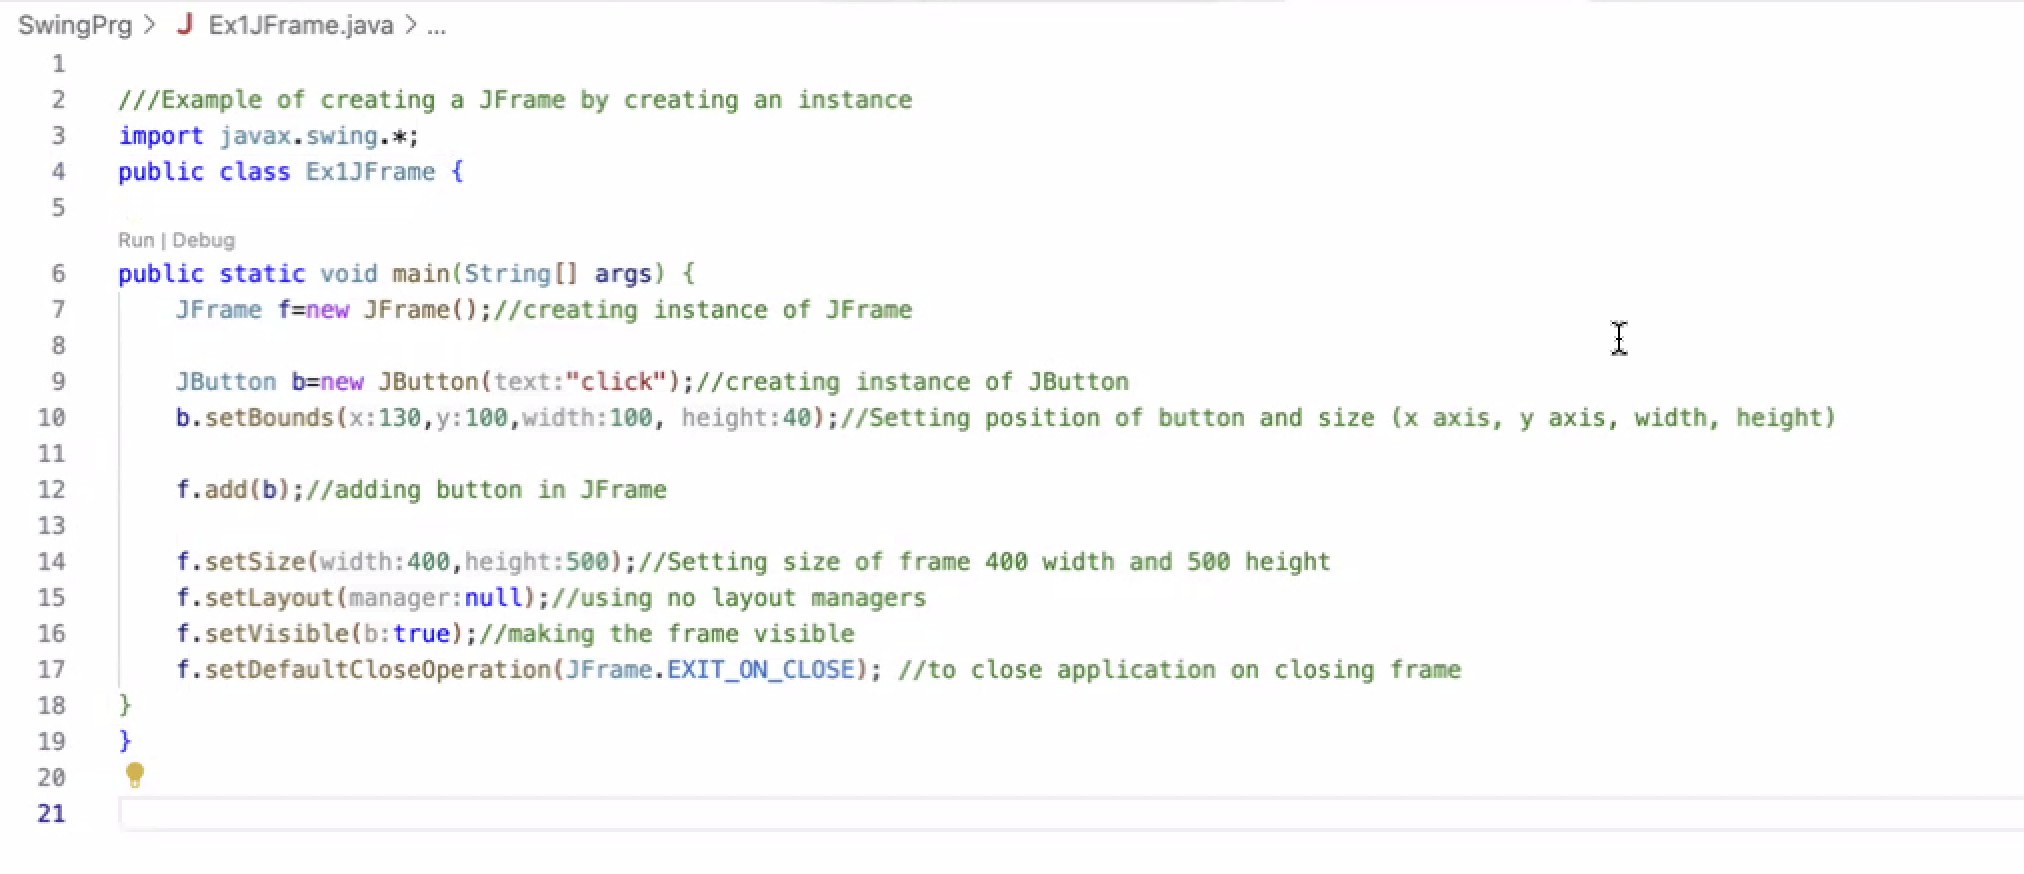 SwingPrg > J Ex1JFrame.java > ...
1
2 ///Example of creating a JFrame by creating an instance
3 import javax.swing.*;
4 public class Ex1JFrame {
5
Run | Debug
6 public static void main(String[] args) {
7 JFrame f=new JFrame();//creating instance of JFrame
8
9 JButton b=new JButton(text:"click");//creating instance of JButton
10 b.setBounds(x:130,y:100,width:100, height:40);//Setting position of button and size (x axis, y axis, width, height)
11
12 f.add(b);//adding button in JFrame
13
14 f.setSize(width:400,height:500);//Setting size of frame 400 width and 500 height
15 f.setLayout(manager:null);//using no layout managers
16 f.setVisible(b:true);//making the frame visible
17 f.setDefaultCloseOperation(JFrame.EXIT_ON_CLOSE); //to close application on closing frame
18 }
19 }
20
21